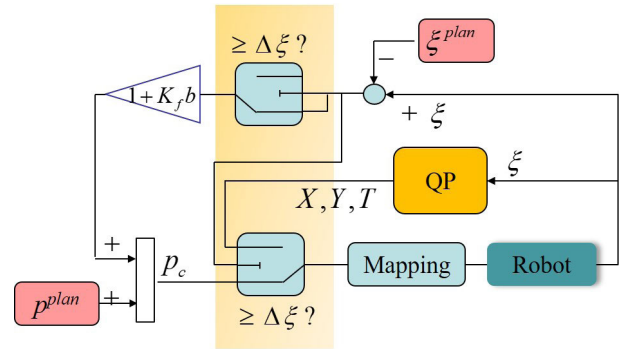 ≥ Δξ ?
ξ^{plan}
−
1+K_f b
+ ξ
QP
ξ
X,Y,T
+
p_c
Mapping
Robot
+
p^{plan}
≥ Δξ ?